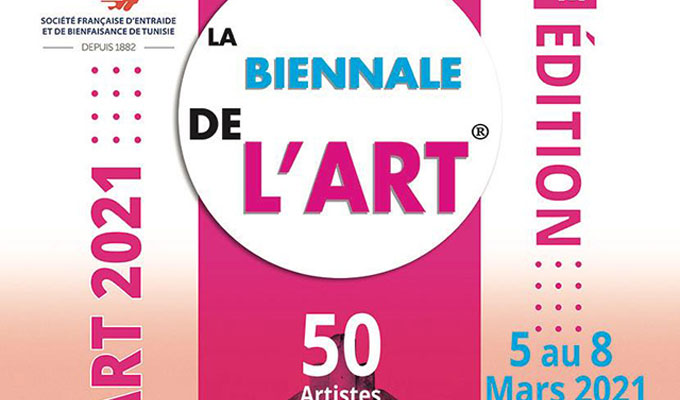 SOCIÉTÉ FRANÇAISE D'ENTRAIDE
ET DE BIENFAISANCE DE TUNISIE
DEPUIS 1882
LA
BIENNALE
DE
L'ART®
ART 2021
ÉDITION
50
Artistes
5 au 8
Mars 2021